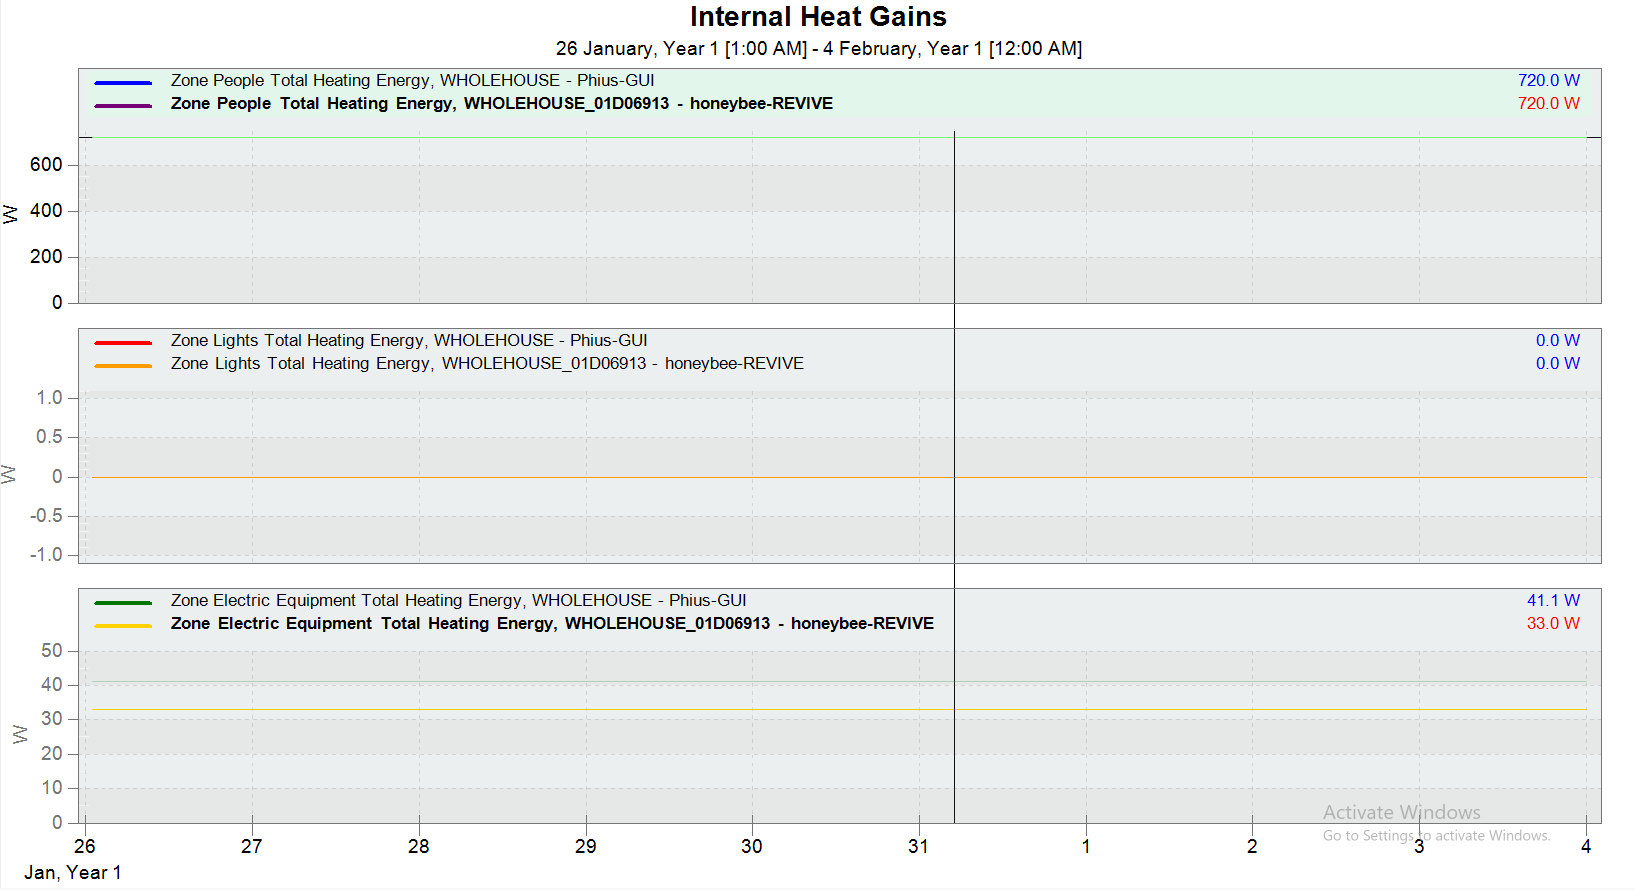 Internal Heat Gains
26 January, Year 1 [1:00 AM] - 4 February, Year 1 [12:00 AM]
Zone People Total Heating Energy, WHOLEHOUSE - Phius-GUI 720.0 W
Zone People Total Heating Energy, WHOLEHOUSE_01D06913 - honeybee-REVIVE 720.0 W
600
400
200
0
W
Zone Lights Total Heating Energy, WHOLEHOUSE - Phius-GUI 0.0 W
Zone Lights Total Heating Energy, WHOLEHOUSE_01D06913 - honeybee-REVIVE 0.0 W
1.0
0.5
0
-0.5
-1.0
W
Zone Electric Equipment Total Heating Energy, WHOLEHOUSE - Phius-GUI 41.1 W
Zone Electric Equipment Total Heating Energy, WHOLEHOUSE_01D06913 - honeybee-REVIVE 33.0 W
50
40
30
20
10
0
W
26 27 28 29 30 31 1 2 3 4
Jan, Year 1
Activate Windows
Go to Settings to activate Windows.